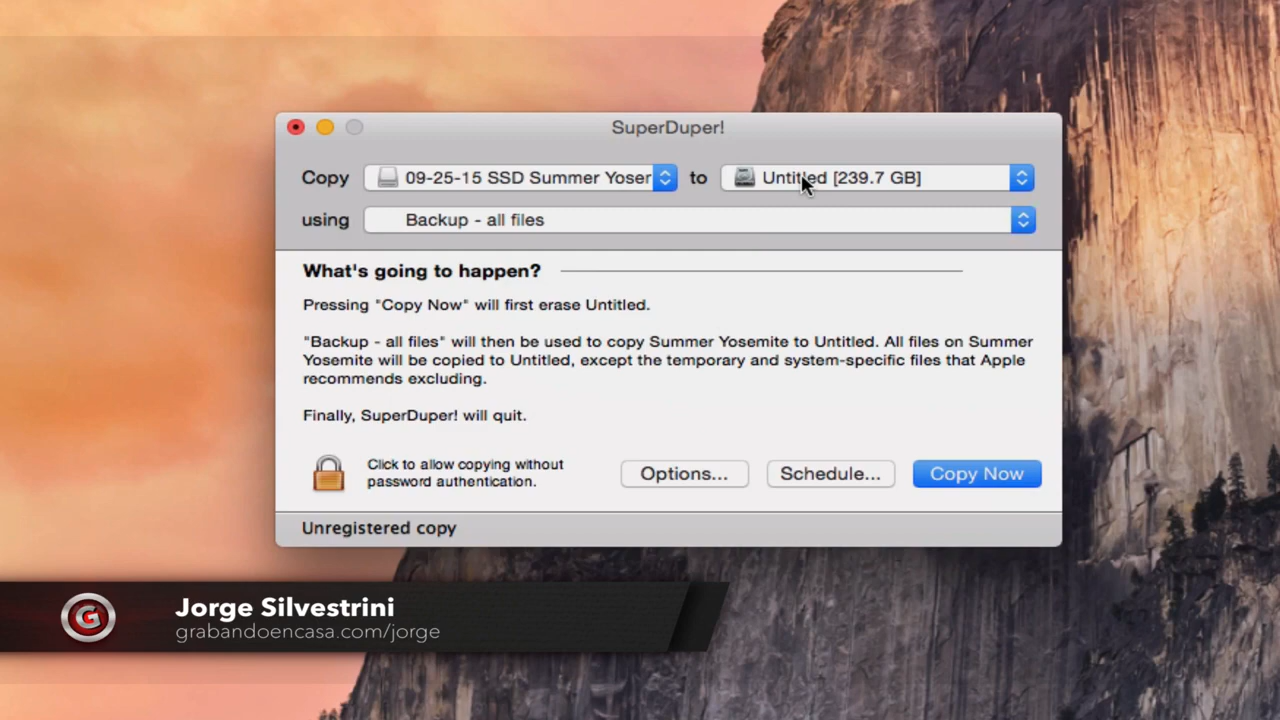 SuperDuper!
Copy 09-25-15 SSD Summer Yoser to Untitled [239.7 GB]
using Backup - all files
What's going to happen?
Pressing "Copy Now" will first erase Untitled.
"Backup - all files" will then be used to copy Summer Yosemite to Untitled. All files on Summer
Yosemite will be copied to Untitled, except the temporary and system-specific files that Apple
recommends excluding.
Finally, SuperDuper! will quit.
Click to allow copying without
password authentication.
Options... Schedule... Copy Now
Unregistered copy
G
Jorge Silvestrini
grabandoencasa.com/jorge